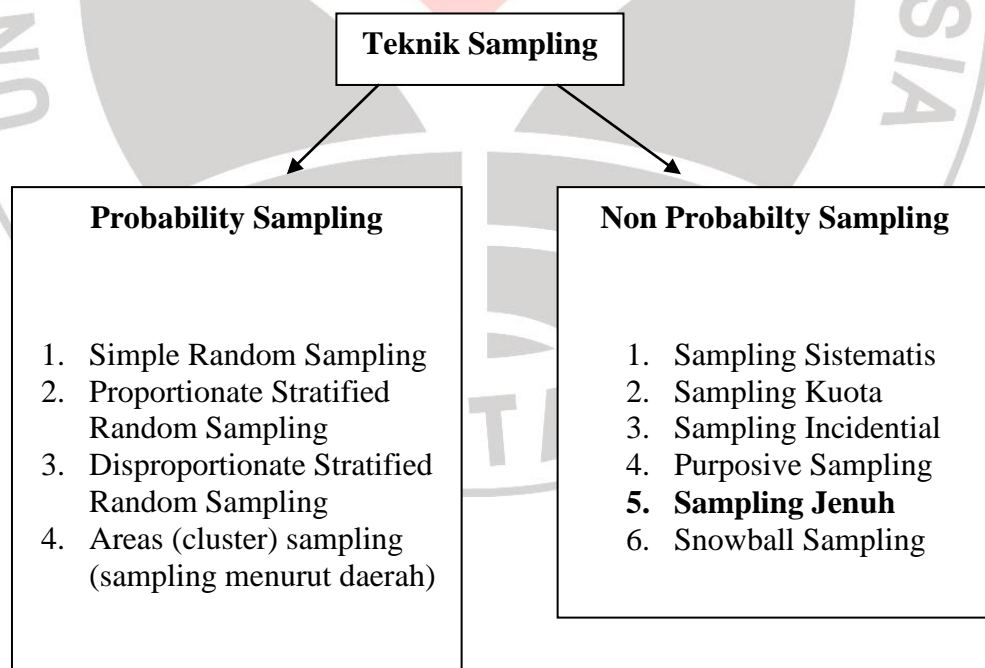 Teknik Sampling
Probability Sampling
1. Simple Random Sampling
2. Proportionate Stratified
Random Sampling
3. Disproportionate Stratified
Random Sampling
4. Areas (cluster) sampling
(sampling menurut daerah)
Non Probabilty Sampling
1. Sampling Sistematis
2. Sampling Kuota
3. Sampling Incidential
4. Purposive Sampling
5. Sampling Jenuh
6. Snowball Sampling